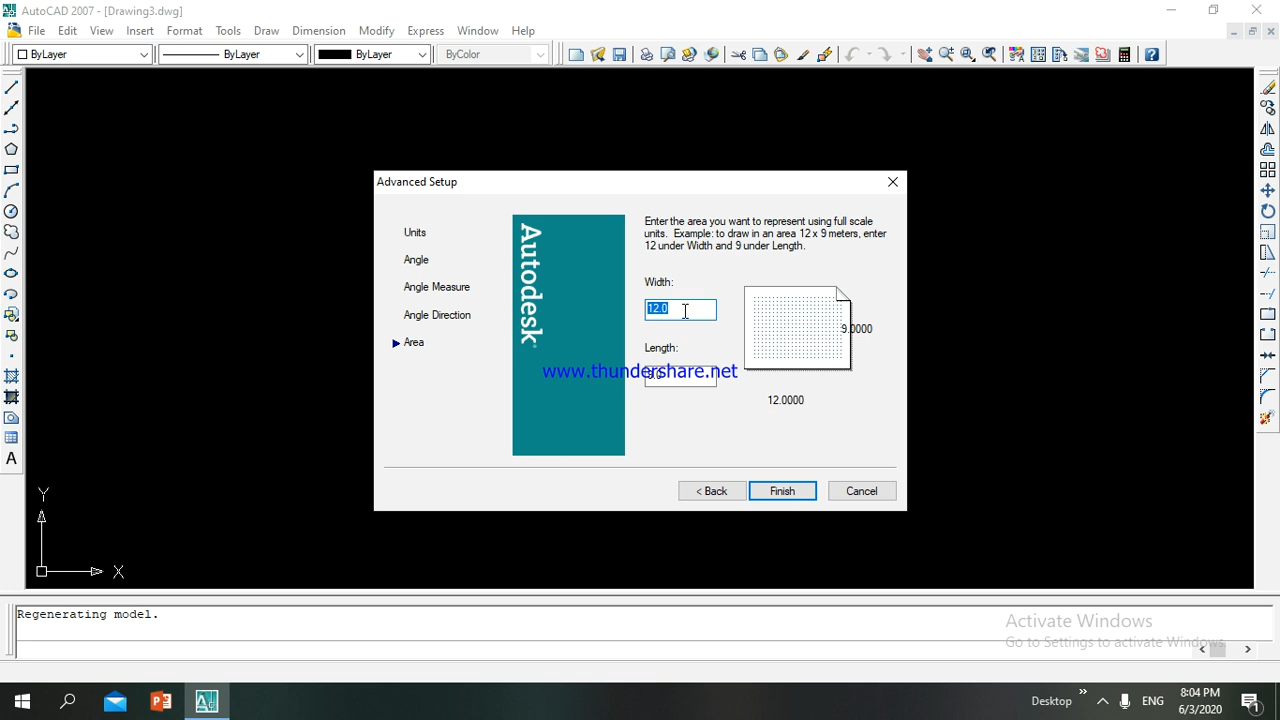 AutoCAD 2007 - [Drawing3.dwg]
File Edit View Insert Format Tools Draw Dimension Modify Express Window Help
ByLayer ByLayer ByLayer ByColor
Advanced Setup
Units
Angle
Angle Measure
Angle Direction
Area
Autodesk
Enter the area you want to represent using full scale
units. Example: to draw in an area 12 x 9 meters, enter
12 under Width and 9 under Length.
Width:
12.0
Length:
9.0000
12.0000
www.thundershare.net
< Back Finish Cancel
Y
X
A
Regenerating model.
Activate Windows
Go to Settings to activate Windows.
Desktop ENG 8:04 PM
6/3/2020
1